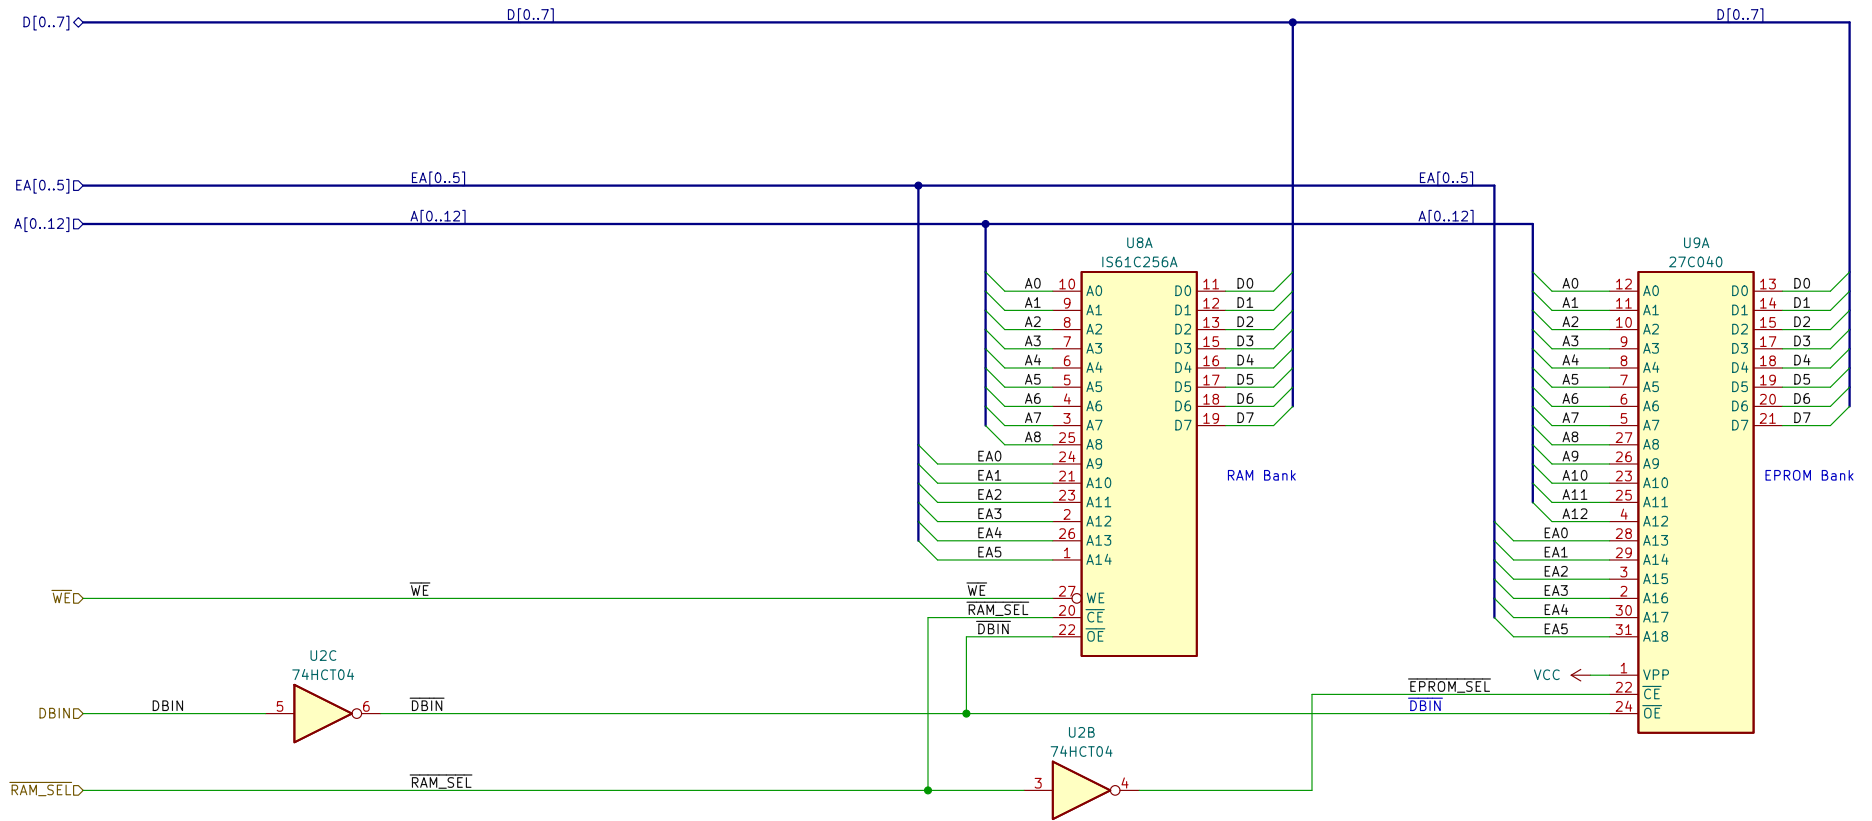 D[0..7] D[0..7] D[0..7]
EA[0..5] EA[0..5] EA[0..5]
A[0..12] A[0..12] A[0..12]
U8A U9A
IS61C256A 27C040
A0 10 A0 D0 11 D0 A0 12 A0 D0 13 D0
A1 9 A1 D1 12 D1 A1 11 A1 D1 14 D1
A2 8 A2 D2 13 D2 A2 10 A2 D2 15 D2
A3 7 A3 D3 15 D3 A3 9 A3 D3 17 D3
A4 6 A4 D4 16 D4 A4 8 A4 D4 18 D4
A5 5 A5 D5 17 D5 A5 7 A5 D5 19 D5
A6 4 A6 D6 18 D6 A6 6 A6 D6 20 D6
A7 3 A7 D7 19 D7 A7 5 A7 D7 21 D7
A8 25 A8 A8 27 A8
EA0 24 A9 A9 26 A9
EA1 21 A10 RAM Bank A10 23 A10 EPROM Bank
EA2 23 A11 A11 25 A11
EA3 2 A12 A12 4 A12
EA4 26 A13 EA0 28 A13
EA5 1 A14 EA1 29 A14
EA2 3 A15
WE WE WE 27 WE EA3 2 A16
RAM_SEL 20 CE EA4 30 A17
DBIN 22 OE EA5 31 A18
U2C
74HCT04 VCC 1 VPP
EPROM_SEL 22 CE
DBIN DBIN 5 6 DBIN DBIN 24 OE
U2B
74HCT04
RAM_SEL RAM_SEL 3 4